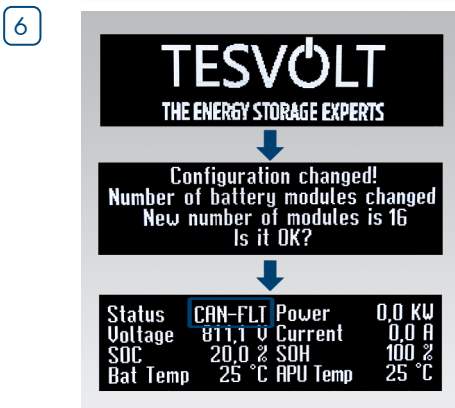 6
TESVOLT
THE ENERGY STORAGE EXPERTS
Configuration changed!
Number of battery modules changed
New number of modules is 16
Is it OK?
Status CAN-FLT Power 0,0 KW
Voltage 811,1 V Current 0,0 A
SOC 20,0 % SOH 100 %
Bat Temp 25 °C APU Temp 25 °C